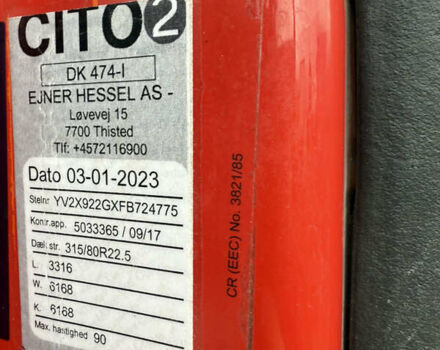 CITO2
DK 474-I
EJNER HESSEL AS -
Løvevej 15
7700 Thisted
Tlf: +4572116900
Dato 03-01-2023
Stelnr YV2X922GXFB724775
Kontr.app. 5033365 / 09/17
Dæk str. 315/80R22.5
L. 3316
W. 6168
K. 6168
Max. hastighed 90
CR (EEC) No. 3821/85